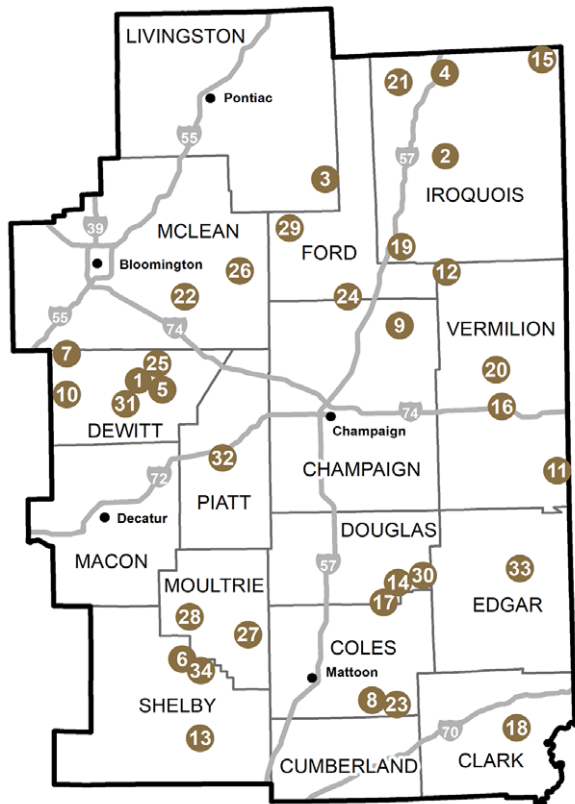 LIVINGSTON
15
4
21
Pontiac
55
57
2
3
IROQUOIS
39
MCLEAN
29
FORD
19
Bloomington
26
12
22
24
55
74
9
VERMILION
7
25
20
1
5
10
31
16
74
DEWITT
Champaign
32
CHAMPAIGN
11
72
PIATT
Decatur
DOUGLAS
MACON
57
30
33
MOULTRIE
14
17
EDGAR
28
27
COLES
6
34
Mattoon
SHELBY
8
23
13
70
18
CUMBERLAND
CLARK